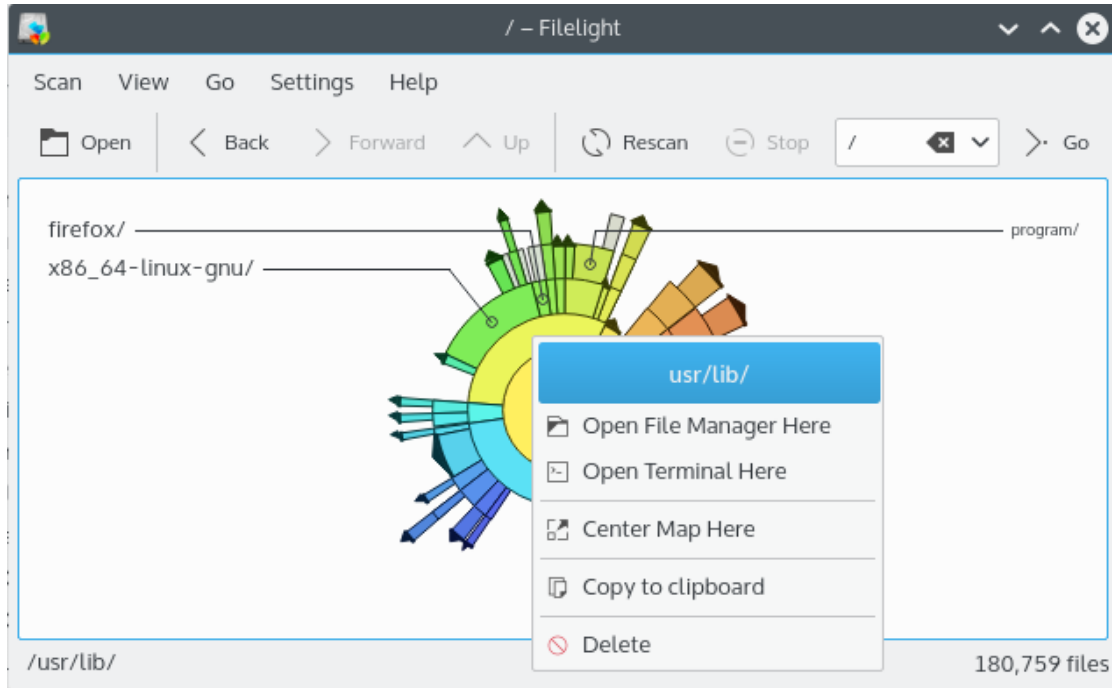 / – Filelight
Scan View Go Settings Help
Open Back Forward Up Rescan Stop / Go
firefox/
program/
x86_64-linux-gnu/
usr/lib/
Open File Manager Here
Open Terminal Here
Center Map Here
Copy to clipboard
Delete
/usr/lib/ 180,759 files